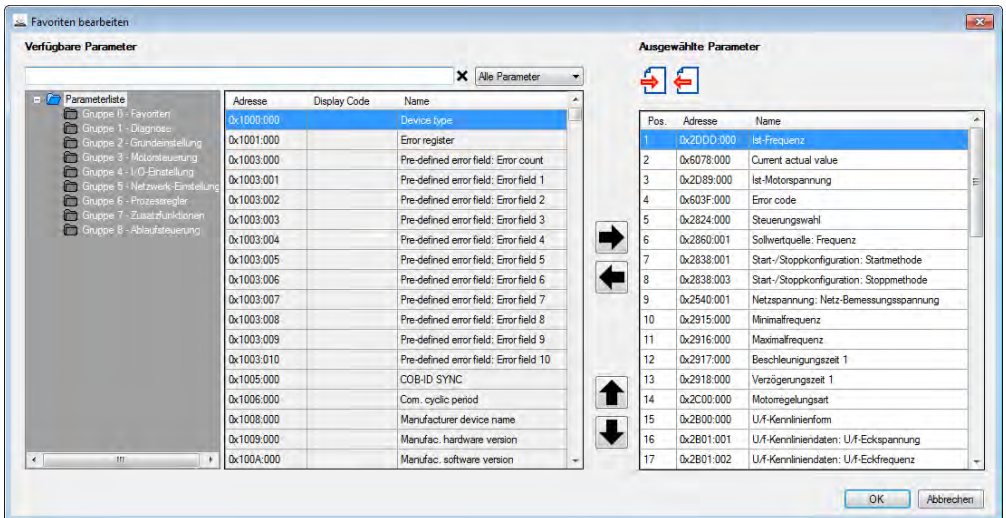 Favoriten bearbeiten
Verfügbare Parameter
Alle Parameter
Parameterliste
Gruppe 0 - Favoriten
Gruppe 1 - Diagnose
Gruppe 2 - Grundeinstellung
Gruppe 3 - Motorsteuerung
Gruppe 4 - I/O-Einstellung
Gruppe 5 - Netzwerk-Einstellung
Gruppe 6 - Prozessregler
Gruppe 7 - Zusatzfunktionen
Gruppe 8 - Ablaufsteuerung
Adresse Display Code Name
0x1000:000 Device type
0x1001:000 Error register
0x1003:000 Pre-defined error field: Error count
0x1003:001 Pre-defined error field: Error field 1
0x1003:002 Pre-defined error field: Error field 2
0x1003:003 Pre-defined error field: Error field 3
0x1003:004 Pre-defined error field: Error field 4
0x1003:005 Pre-defined error field: Error field 5
0x1003:006 Pre-defined error field: Error field 6
0x1003:007 Pre-defined error field: Error field 7
0x1003:008 Pre-defined error field: Error field 8
0x1003:009 Pre-defined error field: Error field 9
0x1003:010 Pre-defined error field: Error field 10
0x1005:000 COB-ID SYNC
0x1006:000 Com. cyclic period
0x1008:000 Manufacturer device name
0x1009:000 Manufac. hardware version
0x100A:000 Manufac. software version
Ausgewählte Parameter
Pos. Adresse Name
1 0x2DDD:000 Ist-Frequenz
2 0x6078:000 Current actual value
3 0x2D89:000 Ist-Motorspannung
4 0x603F:000 Error code
5 0x2824:000 Steuerungswahl
6 0x2860:001 Sollwertquelle: Frequenz
7 0x2838:001 Start-/Stoppkonfiguration: Startmethode
8 0x2838:003 Start-/Stoppkonfiguration: Stoppmethode
9 0x2540:001 Netzspannung: Netz-Bemessungsspannung
10 0x2915:000 Minimalfrequenz
11 0x2916:000 Maximalfrequenz
12 0x2917:000 Beschleunigungszeit 1
13 0x2918:000 Verzögerungszeit 1
14 0x2C00:000 Motorregelungsart
15 0x2B00:000 U/f-Kennlinienform
16 0x2B01:001 U/f-Kennliniendaten: U/f-Eckspannung
17 0x2B01:002 U/f-Kennliniendaten: U/f-Eckfrequenz
OK Abbrechen